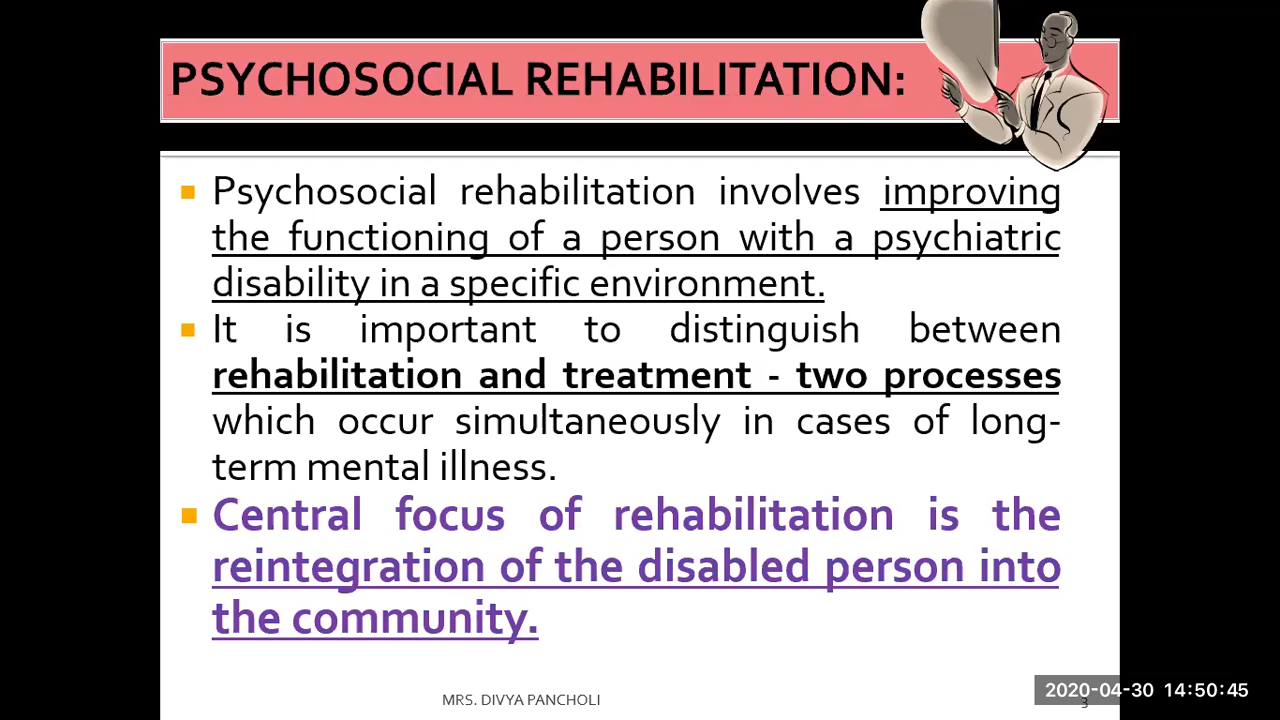 PSYCHOSOCIAL REHABILITATION:
Psychosocial rehabilitation involves improving
the functioning of a person with a psychiatric
disability in a specific environment.
It is important to distinguish between
rehabilitation and treatment - two processes
which occur simultaneously in cases of long-
term mental illness.
Central focus of rehabilitation is the
reintegration of the disabled person into
the community.
MRS. DIVYA PANCHOLI
2020-04-30 14:50:45
3